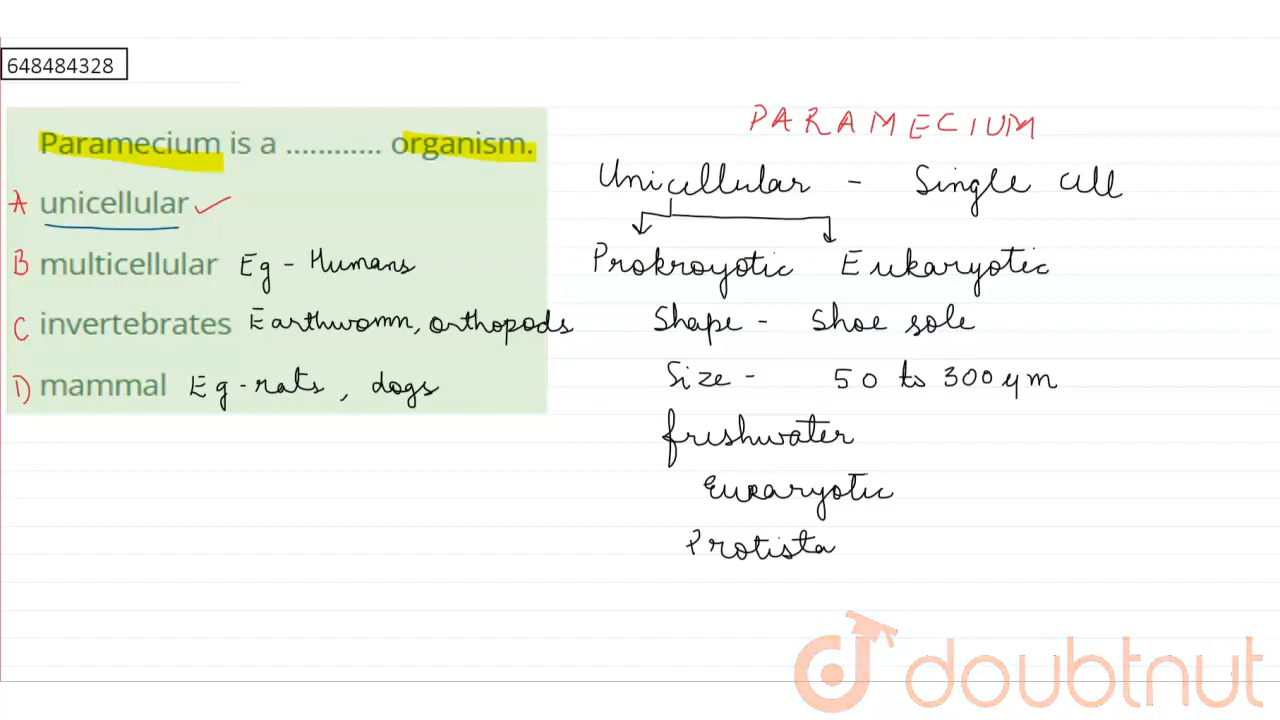 648484328
Paramecium is a ............ organism.
A unicellular ✓
B multicellular Eg - Humans
C invertebrates Earthwomn, orthopods
D) mammal Eg - rats, dogs
PARAMECIUM
Unicellular - Single cell
Prokroyotic Eukaryotic
Shape - Shoe sole
Size - 50 to 300 μm
freshwater
Eukaryotic
Protista
doubtnut